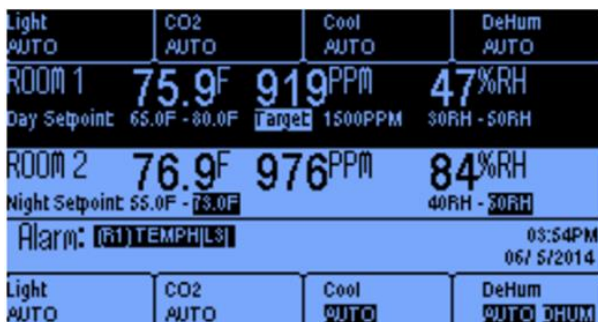 Light CO2 Cool DeHum
AUTO AUTO AUTO AUTO
ROOM 1 75.9F 919PPM 47%RH
Day Setpoint: 65.0F - 80.0F Target: 1500PPM 30RH - 50RH
ROOM 2 76.9F 976PPM 84%RH
Night Setpoint: 55.0F - 73.0F 40RH - 50RH
Alarm: (R1)TEMPH[LS] 03:54PM
06/ 5/2014
Light CO2 Cool DeHum
AUTO AUTO AUTO AUTO DHUM